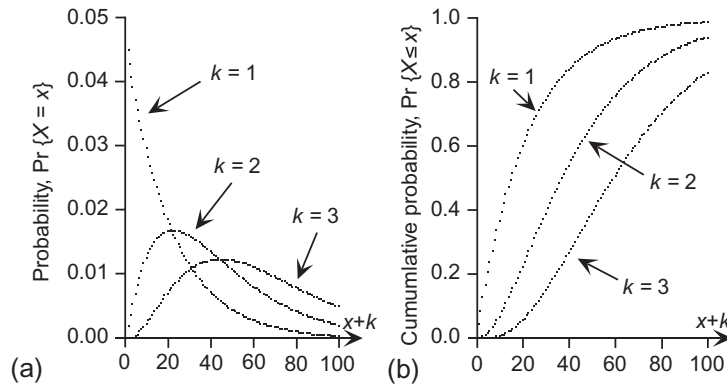 Probability, Pr {X = x}
0.05
0.04
0.03
0.02
0.01
0.00
k = 1
k = 2
k = 3
x+k
0 20 40 60 80 100
(a)
Cumumlative probability, Pr {X ≤ x}
1.0
0.8
0.6
0.4
0.2
0.0
k = 1
k = 2
k = 3
x+k
0 20 40 60 80 100
(b)